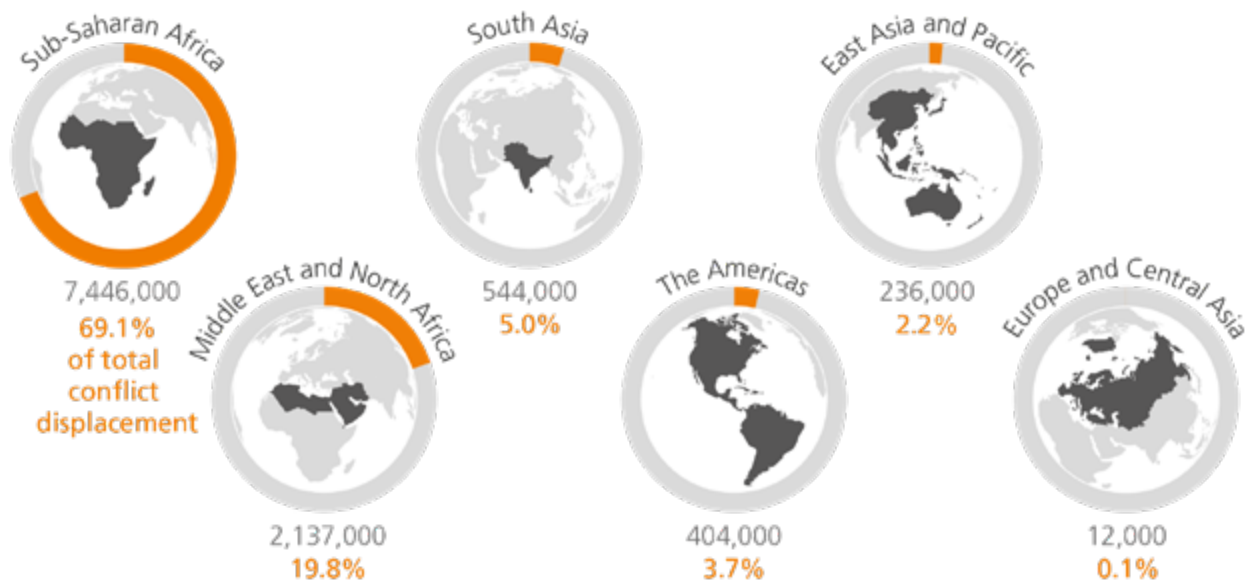 Sub-Saharan Africa
7,446,000
69.1%
of total
conflict
displacement
Middle East and North Africa
2,137,000
19.8%
South Asia
544,000
5.0%
The Americas
404,000
3.7%
East Asia and Pacific
236,000
2.2%
Europe and Central Asia
12,000
0.1%